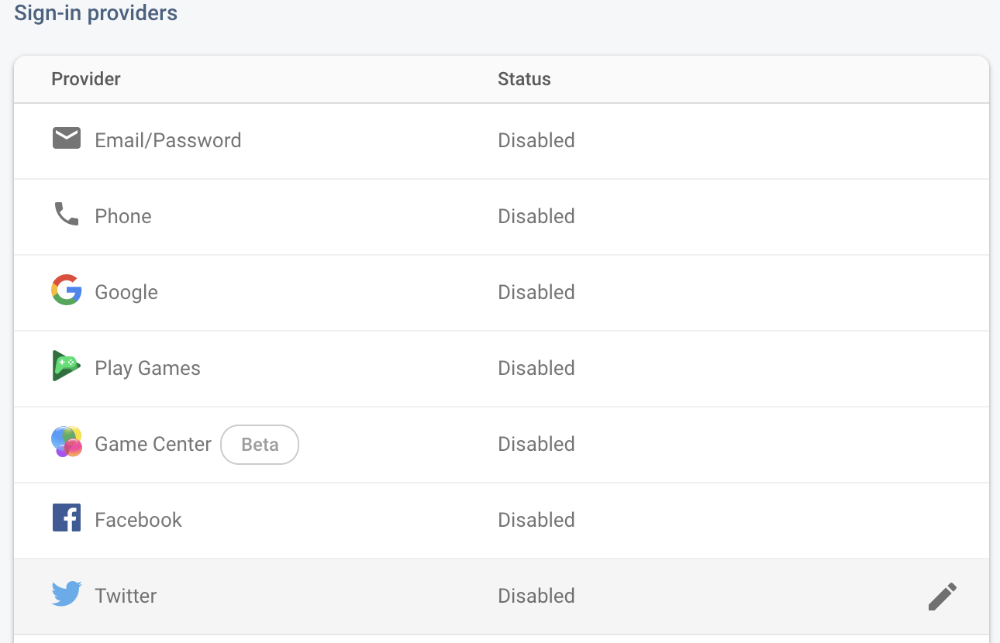 Sign-in providers
Provider Status
Email/Password Disabled
Phone Disabled
Google Disabled
Play Games Disabled
Game Center Beta Disabled
Facebook Disabled
Twitter Disabled